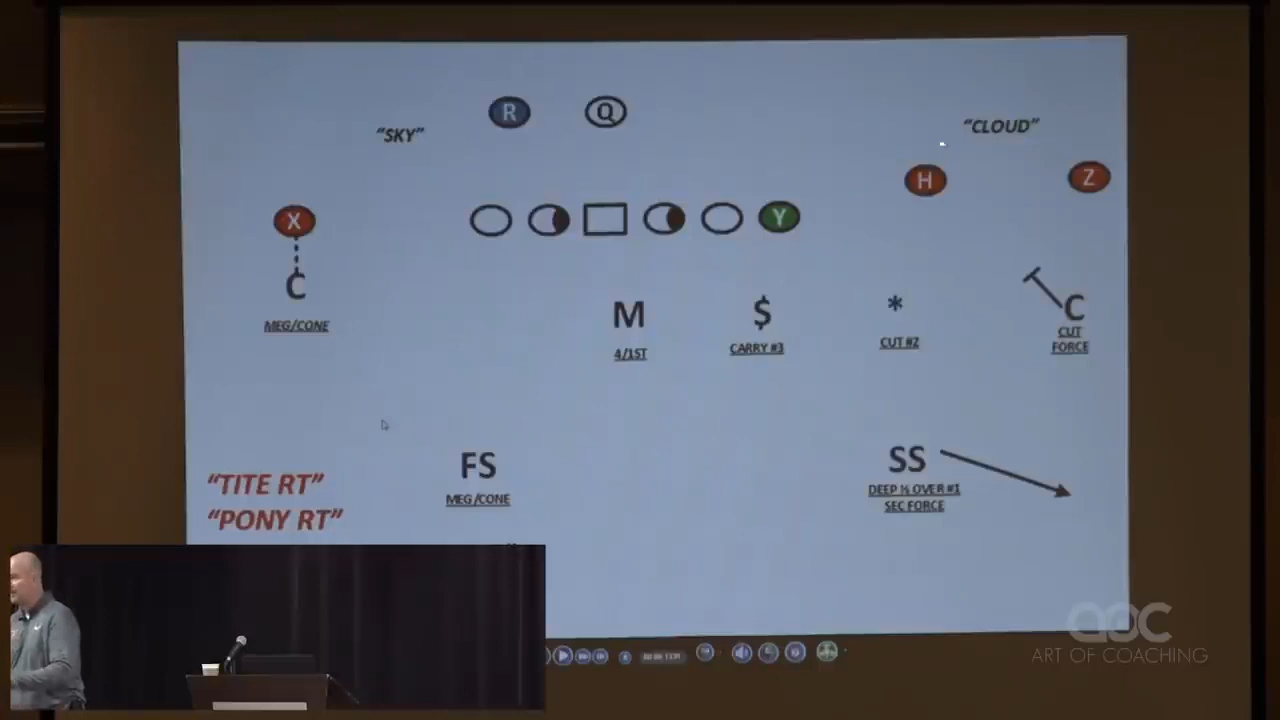 R
Q
"SKY"
"CLOUD"
H
Z
X
Y
C
M
$
*
C
MEG/CONE
4/1ST
CARRY #3
CUT #2
CUT
FORCE
FS
SS
MEG/CONE
DEEP ½ OVER #1
SEC FORCE
"TITE RT"
"PONY RT"
aoc
ART OF COACHING